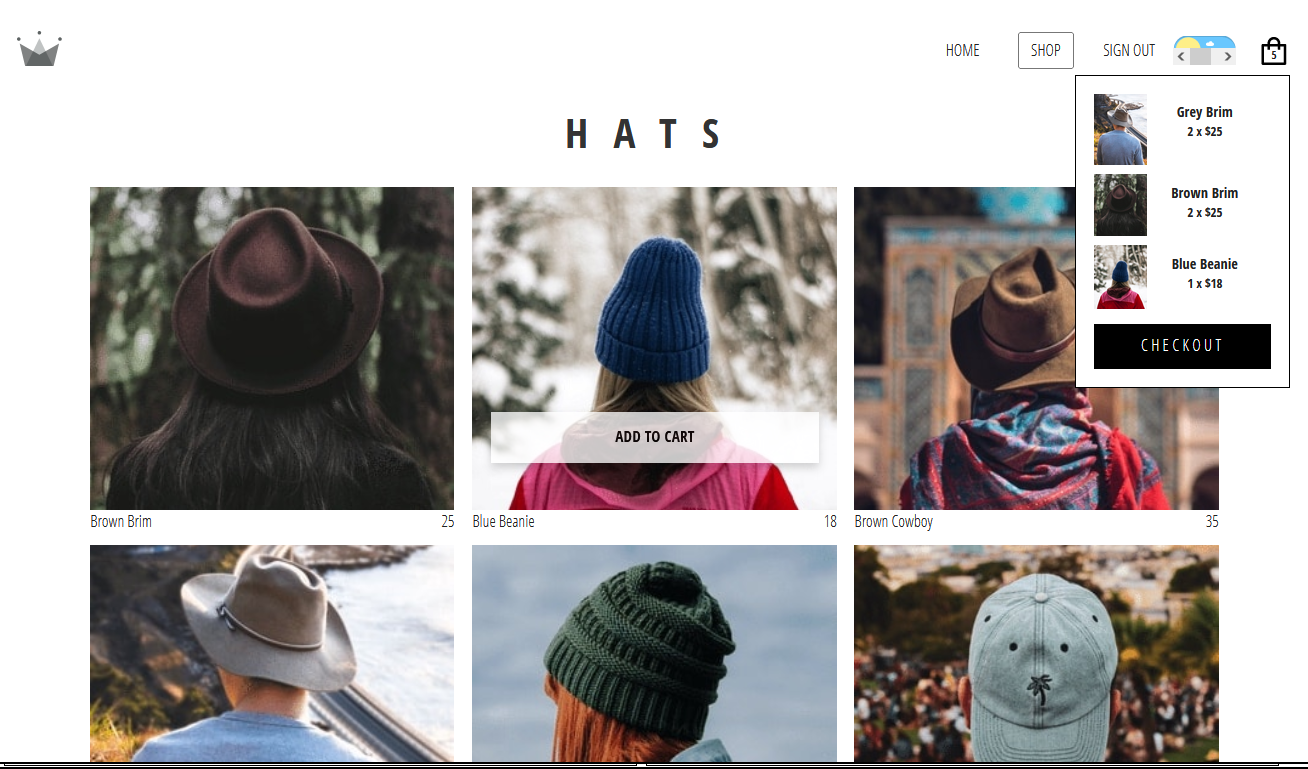 HOME
SHOP
SIGN OUT
5
HATS
Grey Brim
2 x $25
Brown Brim
2 x $25
Blue Beanie
1 x $18
CHECKOUT
ADD TO CART
Brown Brim 25
Blue Beanie 18
Brown Cowboy 35